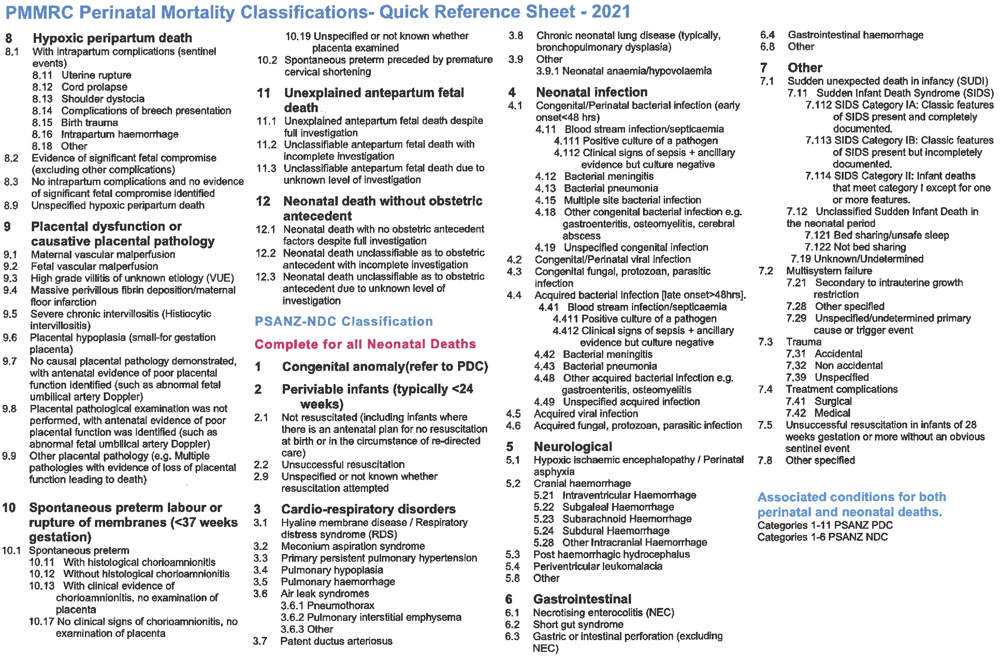 PMMRC Perinatal Mortality Classifications- Quick Reference Sheet - 2021
8 Hypoxic peripartum death
8.1 With intrapartum complications (sentinel
events)
8.11 Uterine rupture
8.12 Cord prolapse
8.13 Shoulder dystocia
8.14 Complications of breech presentation
8.15 Birth trauma
8.16 Intrapartum haemorrhage
8.18 Other
8.2 Evidence of significant fetal compromise
(excluding other complications)
8.3 No intrapartum complications and no evidence
of significant fetal compromise identified
8.9 Unspecified hypoxic peripartum death
9 Placental dysfunction or
causative placental pathology
9.1 Maternal vascular malperfusion
9.2 Fetal vascular malperfusion
9.3 High grade villitis of unknown etiology (VUE)
9.4 Massive perivillous fibrin deposition/maternal
floor infarction
9.5 Severe chronic intervillositis (Histiocytic
intervillositis)
9.6 Placental hypoplasia (small-for gestation
placenta)
9.7 No causal placental pathology demonstrated,
with antenatal evidence of poor placental
function identified (such as abnormal fetal
umbilical artery Doppler)
9.8 Placental pathological examination was not
performed, with antenatal evidence of poor
placental function was identified (such as
abnormal fetal umbilical artery Doppler)
9.9 Other placental pathology (e.g. Multiple
pathologies with evidence of loss of placental
function leading to death)
10 Spontaneous preterm labour or
rupture of membranes (<37 weeks
gestation)
10.1 Spontaneous preterm
10.11 With histological chorioamnionitis
10.12 Without histological chorioamnionitis
10.13 With clinical evidence of
chorioamnionitis, no examination of
placenta
10.17 No clinical signs of chorioamnionitis, no
examination of placenta
10.19 Unspecified or not known whether
placenta examined
10.2 Spontaneous preterm preceded by premature
cervical shortening
11 Unexplained antepartum fetal
death
11.1 Unexplained antepartum fetal death despite
full investigation
11.2 Unclassifiable antepartum fetal death with
incomplete investigation
11.3 Unclassifiable antepartum fetal death due to
unknown level of investigation
12 Neonatal death without obstetric
antecedent
12.1 Neonatal death with no obstetric antecedent
factors despite full investigation
12.2 Neonatal death unclassifiable as to obstetric
antecedent with incomplete investigation
12.3 Neonatal death unclassifiable as to obstetric
antecedent due to unknown level of
investigation
PSANZ-NDC Classification
Complete for all Neonatal Deaths
1 Congenital anomaly(refer to PDC)
2 Periviable infants (typically <24
weeks)
2.1 Not resuscitated (including infants where
there is an antenatal plan for no resuscitation
at birth or in the circumstance of re-directed
care)
2.2 Unsuccessful resuscitation
2.9 Unspecified or not known whether
resuscitation attempted
3 Cardio-respiratory disorders
3.1 Hyaline membrane disease / Respiratory
distress syndrome (RDS)
3.2 Meconium aspiration syndrome
3.3 Primary persistent pulmonary hypertension
3.4 Pulmonary hypoplasia
3.5 Pulmonary haemorrhage
3.6 Air leak syndromes
3.6.1 Pneumothorax
3.6.2 Pulmonary interstitial emphysema
3.6.3 Other
3.7 Patent ductus arteriosus
3.8 Chronic neonatal lung disease (typically,
bronchopulmonary dysplasia)
3.9 Other
3.9.1 Neonatal anaemia/hypovolaemia
4 Neonatal infection
4.1 Congenital/Perinatal bacterial infection (early
onset<48 hrs)
4.11 Blood stream infection/septicaemia
4.111 Positive culture of a pathogen
4.112 Clinical signs of sepsis + ancillary
evidence but culture negative
4.12 Bacterial meningitis
4.13 Bacterial pneumonia
4.15 Multiple site bacterial infection
4.18 Other congenital bacterial infection e.g.
gastroenteritis, osteomyelitis, cerebral
abscess
4.19 Unspecified congenital infection
4.2 Congenital/Perinatal viral infection
4.3 Congenital fungal, protozoan, parasitic
infection
4.4 Acquired bacterial infection [late onset>48hrs].
4.41 Blood stream infection/septicaemia
4.411 Positive culture of a pathogen
4.412 Clinical signs of sepsis + ancillary
evidence but culture negative
4.42 Bacterial meningitis
4.43 Bacterial pneumonia
4.48 Other acquired bacterial infection e.g.
gastroenteritis, osteomyelitis
4.49 Unspecified acquired infection
4.5 Acquired viral infection
4.6 Acquired fungal, protozoan, parasitic infection
5 Neurological
5.1 Hypoxic ischaemic encephalopathy / Perinatal
asphyxia
5.2 Cranial haemorrhage
5.21 Intraventricular Haemorrhage
5.22 Subgaleal Haemorrhage
5.23 Subarachnoid Haemorrhage
5.24 Subdural Haemorrhage
5.28 Other Intracranial Haemorrhage
5.3 Post haemorrhagic hydrocephalus
5.4 Periventricular leukomalacia
5.8 Other
6 Gastrointestinal
6.1 Necrotising enterocolitis (NEC)
6.2 Short gut syndrome
6.3 Gastric or intestinal perforation (excluding
NEC)
6.4 Gastrointestinal haemorrhage
6.8 Other
7 Other
7.1 Sudden unexpected death in infancy (SUDI)
7.11 Sudden Infant Death Syndrome (SIDS)
7.112 SIDS Category IA: Classic features
of SIDS present and completely
documented.
7.113 SIDS Category IB: Classic features
of SIDS present but incompletely
documented.
7.114 SIDS Category II: Infant deaths
that meet category I except for one
or more features.
7.12 Unclassified Sudden Infant Death in
the neonatal period
7.121 Bed sharing/unsafe sleep
7.122 Not bed sharing
7.19 Unknown/Undetermined
7.2 Multisystem failure
7.21 Secondary to intrauterine growth
restriction
7.28 Other specified
7.29 Unspecified/undetermined primary
cause or trigger event
7.3 Trauma
7.31 Accidental
7.32 Non accidental
7.39 Unspecified
7.4 Treatment complications
7.41 Surgical
7.42 Medical
7.5 Unsuccessful resuscitation in infants of 28
weeks gestation or more without an obvious
sentinel event
7.8 Other specified
Associated conditions for both
perinatal and neonatal deaths.
Categories 1-11 PSANZ PDC
Categories 1-6 PSANZ NDC